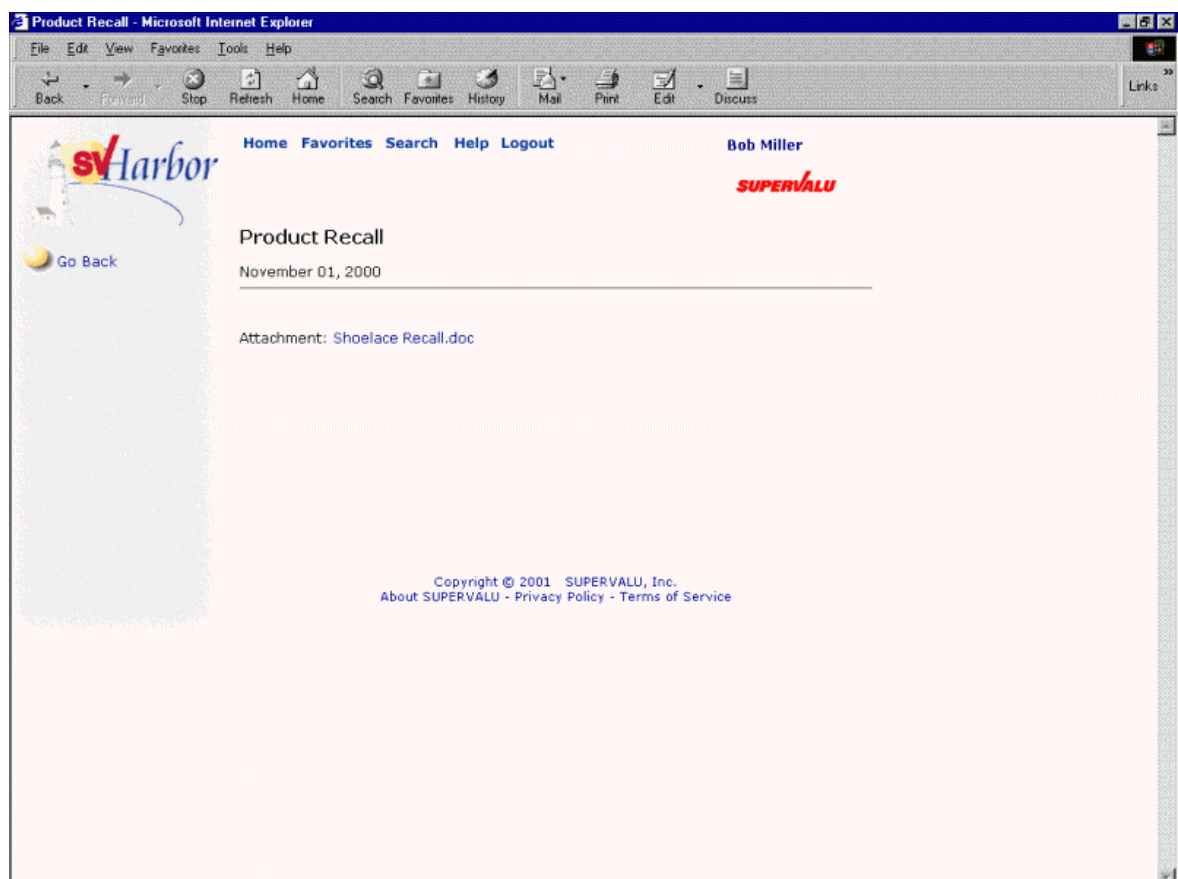 Product Recall - Microsoft Internet Explorer
File Edit View Favorites Tools Help
Back Forward Stop Refresh Home Search Favorites History Mail Print Edit Discuss Links »
SVHarbor
Home Favorites Search Help Logout
Bob Miller
SUPERVALU
Go Back
Product Recall
November 01, 2000
Attachment: Shoelace Recall.doc
Copyright © 2001 SUPERVALU, Inc.
About SUPERVALU - Privacy Policy - Terms of Service